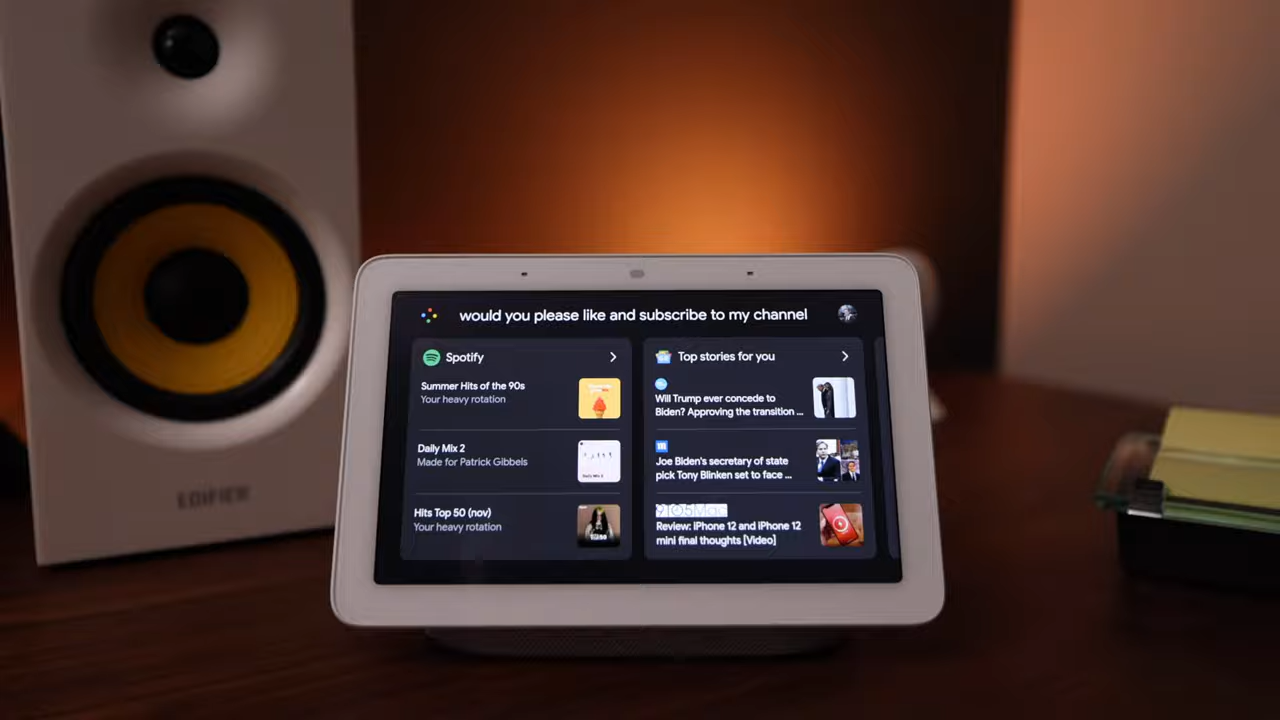 would you please like and subscribe to my channel
Spotify
Summer Hits of the 90s
Your heavy rotation
Daily Mix 2
Made for Patrick Gibbels
Hits Top 50 (nov)
Your heavy rotation
Top stories for you
Will Trump ever concede to
Biden? Approving the transition ...
Joe Biden's secretary of state
pick Tony Blinken set to face ...
9TO5Mac
Review: iPhone 12 and iPhone 12
mini final thoughts [Video]
EDIFIER